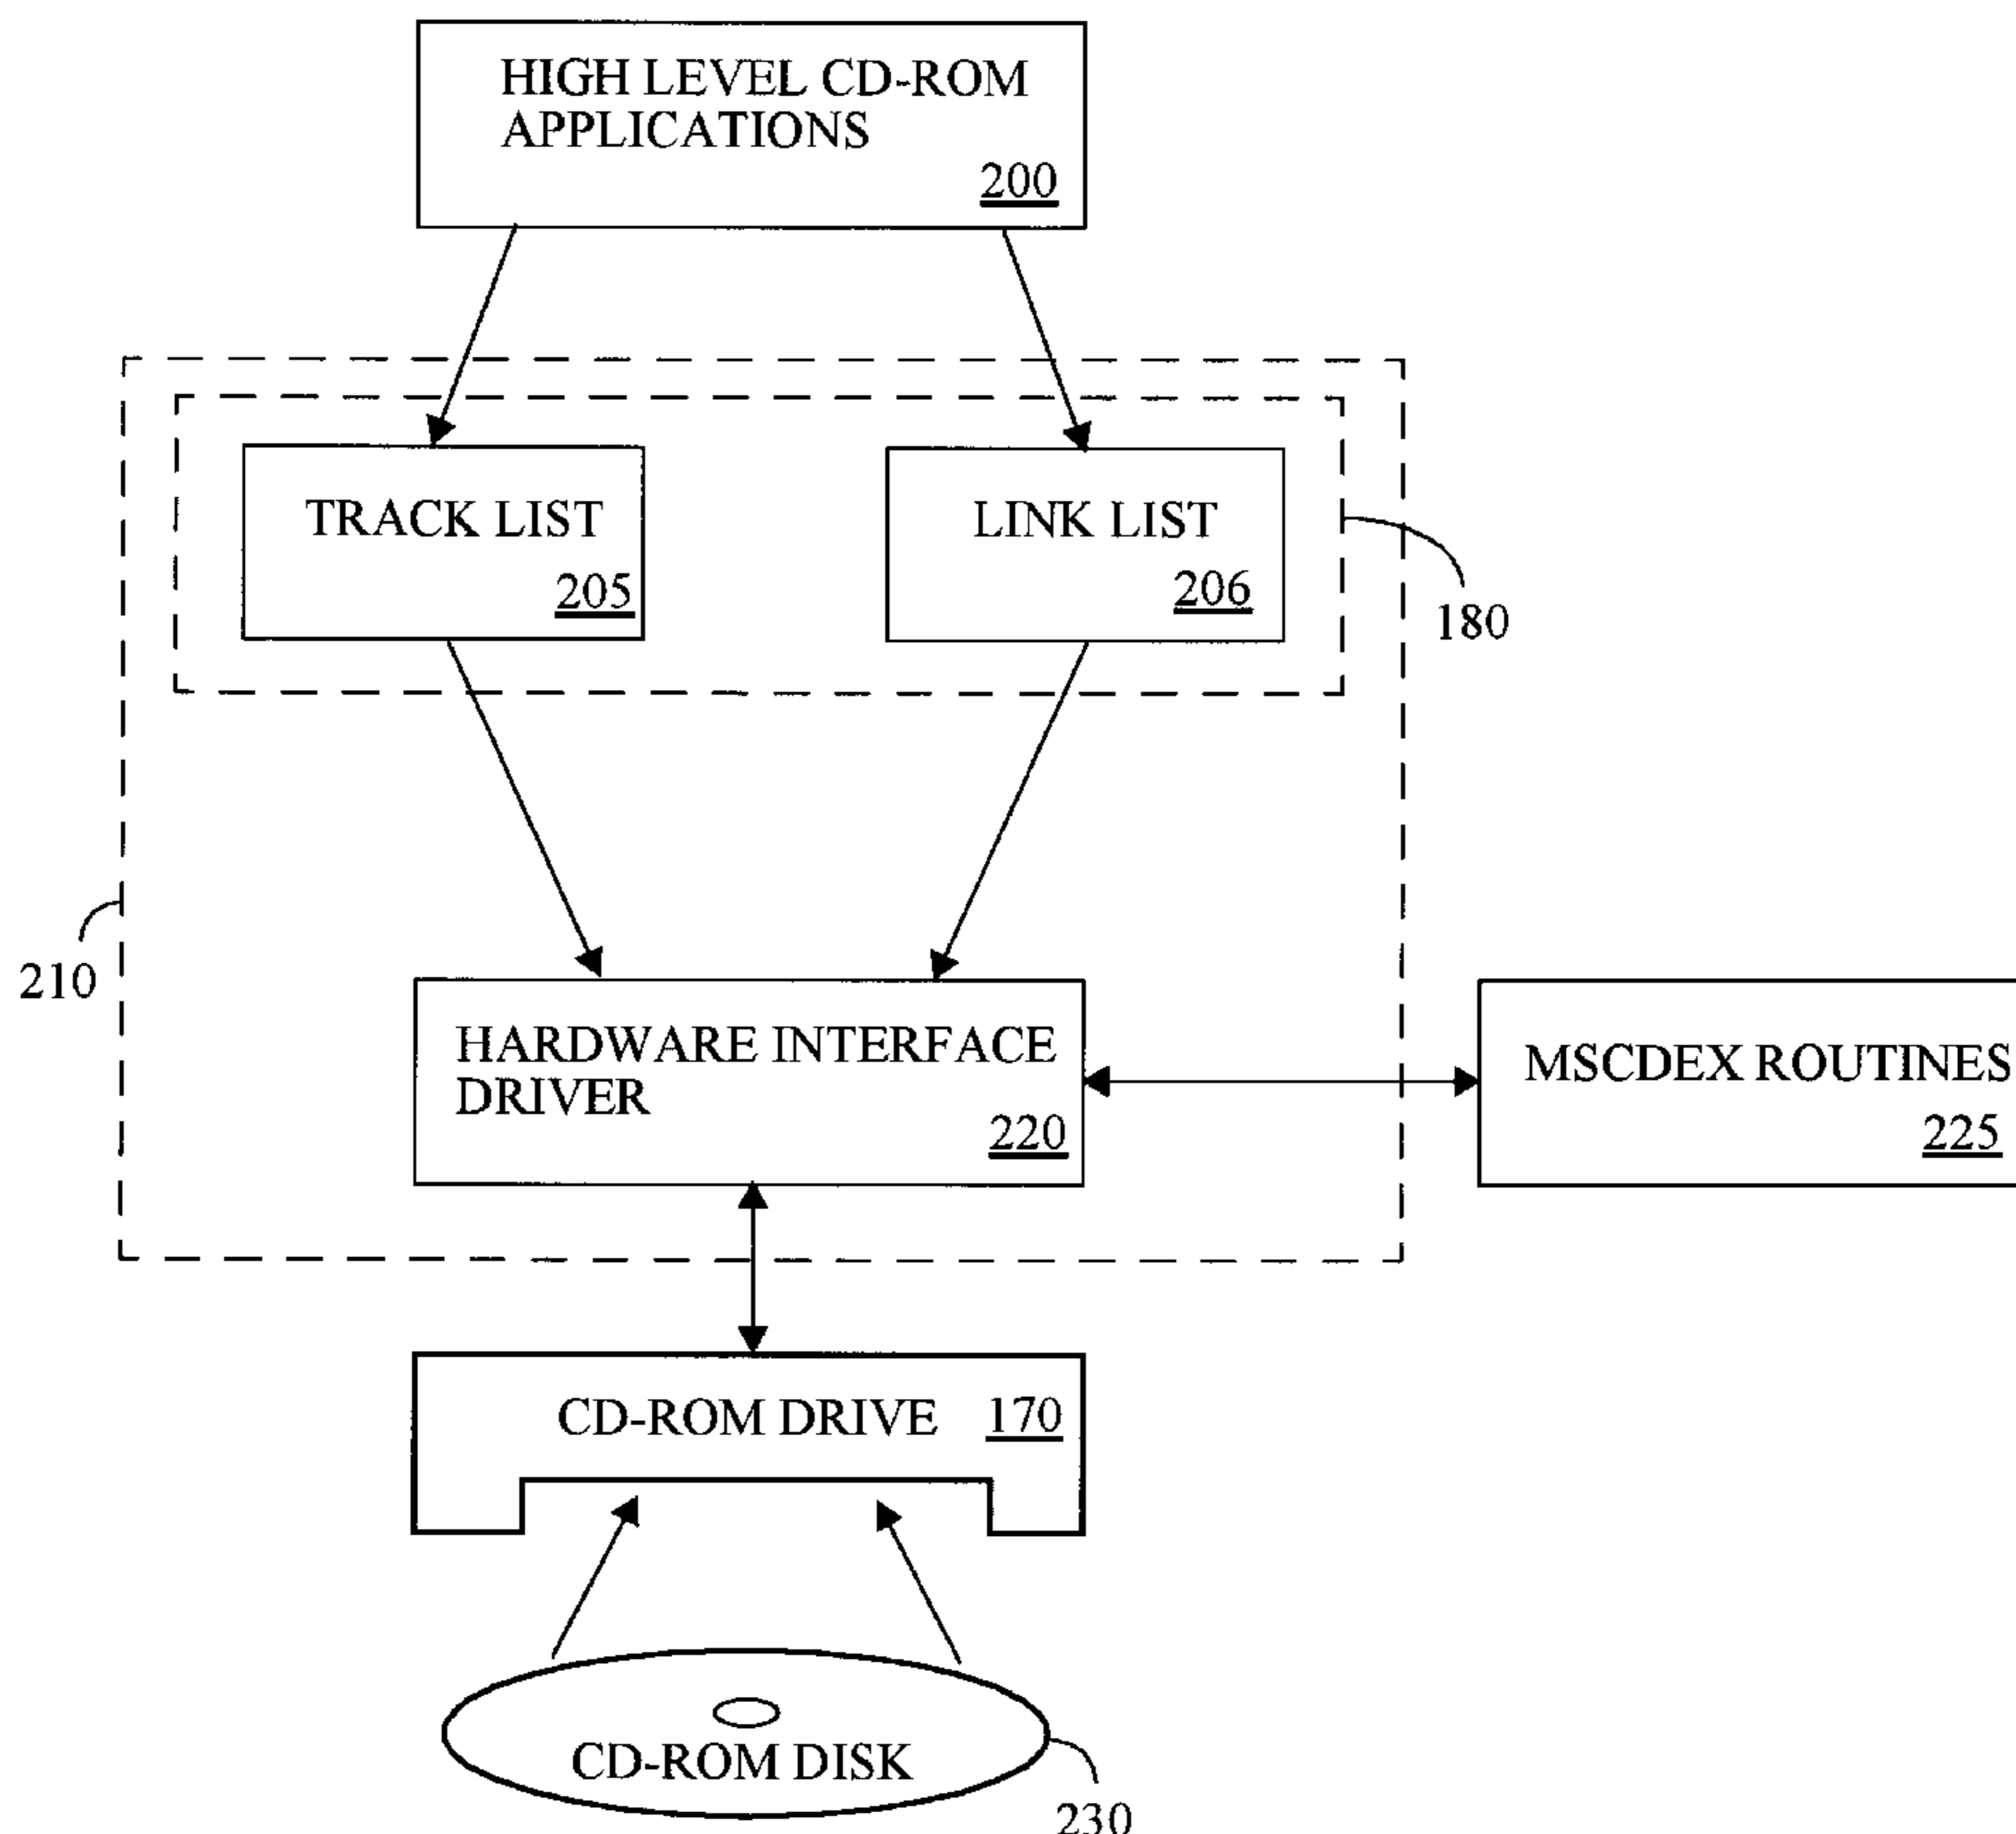 HIGH LEVEL CD-ROM
APPLICATIONS
200
TRACK LIST
205
LINK LIST
206
180
210
HARDWARE INTERFACE
DRIVER
220
MSCDEX ROUTINES
225
CD-ROM DRIVE 170
CD-ROM DISK
230